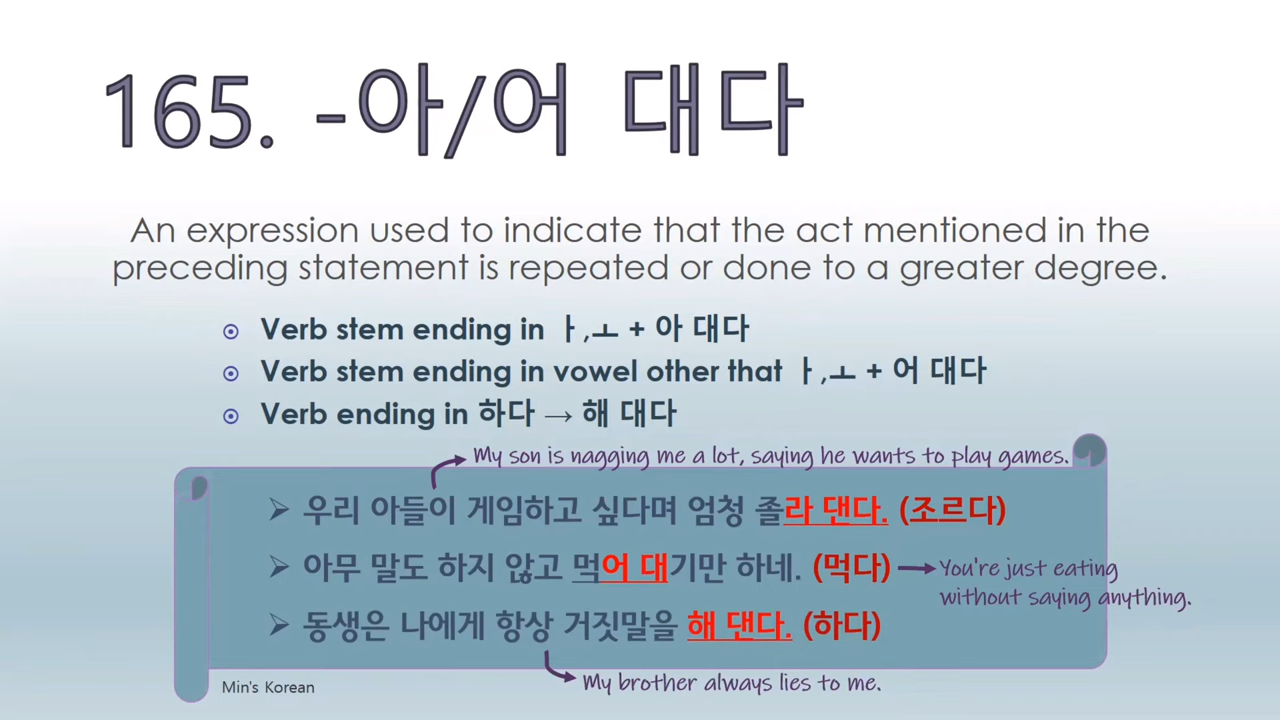 165. -아/어 대다
An expression used to indicate that the act mentioned in the
preceding statement is repeated or done to a greater degree.
Verb stem ending in ㅏ,ㅗ + 아 대다
Verb stem ending in vowel other that ㅏ,ㅗ + 어 대다
Verb ending in 하다 → 해 대다
My son is nagging me a lot, saying he wants to play games.
우리 아들이 게임하고 싶다며 엄청 졸라 댄다. (조르다)
아무 말도 하지 않고 먹어 대기만 하네. (먹다)
You're just eating
without saying anything.
동생은 나에게 항상 거짓말을 해 댄다. (하다)
My brother always lies to me.
Min's Korean